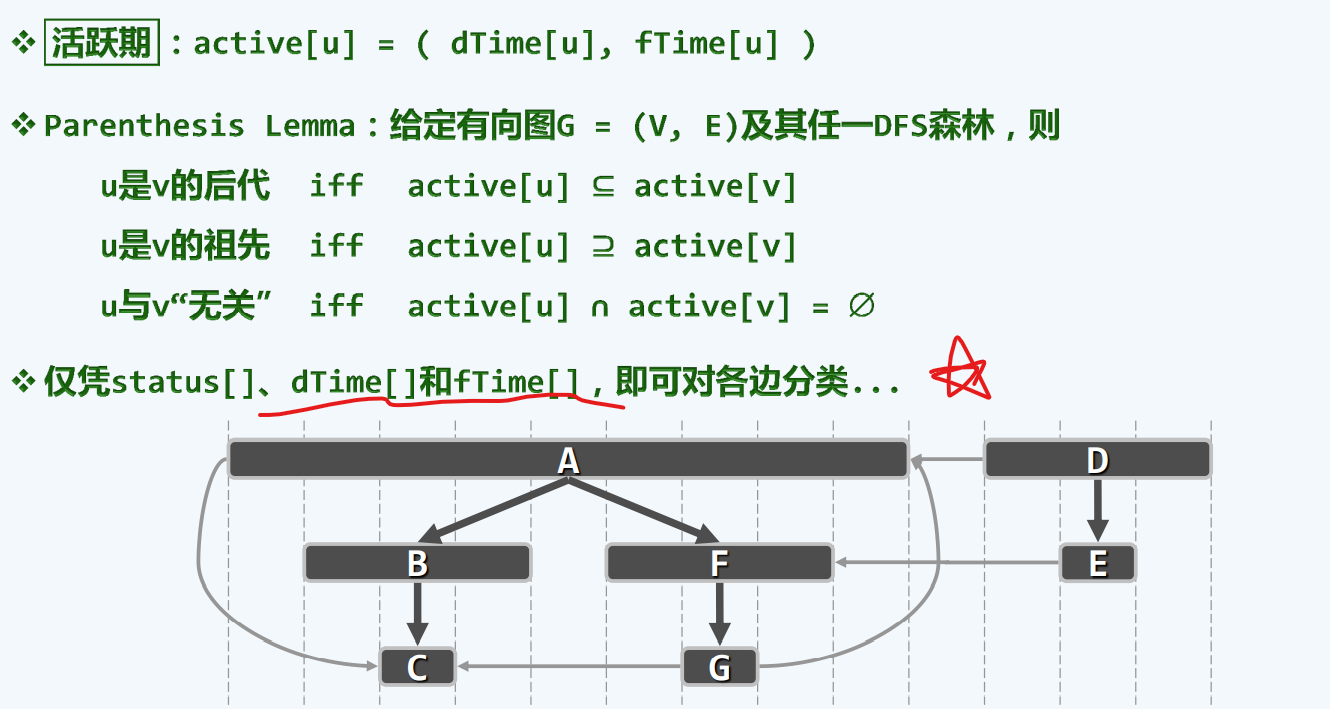 ❖ 活跃期：active[u] = ( dTime[u], fTime[u] )
❖ Parenthesis Lemma：给定有向图G = (V, E)及其任一DFS森林，则
u是v的后代 iff active[u] ⊆ active[v]
u是v的祖先 iff active[u] ⊇ active[v]
u与v“无关” iff active[u] ∩ active[v] = ∅
❖ 仅凭status[]、dTime[]和fTime[]，即可对各边分类...
A D
B F E
C G